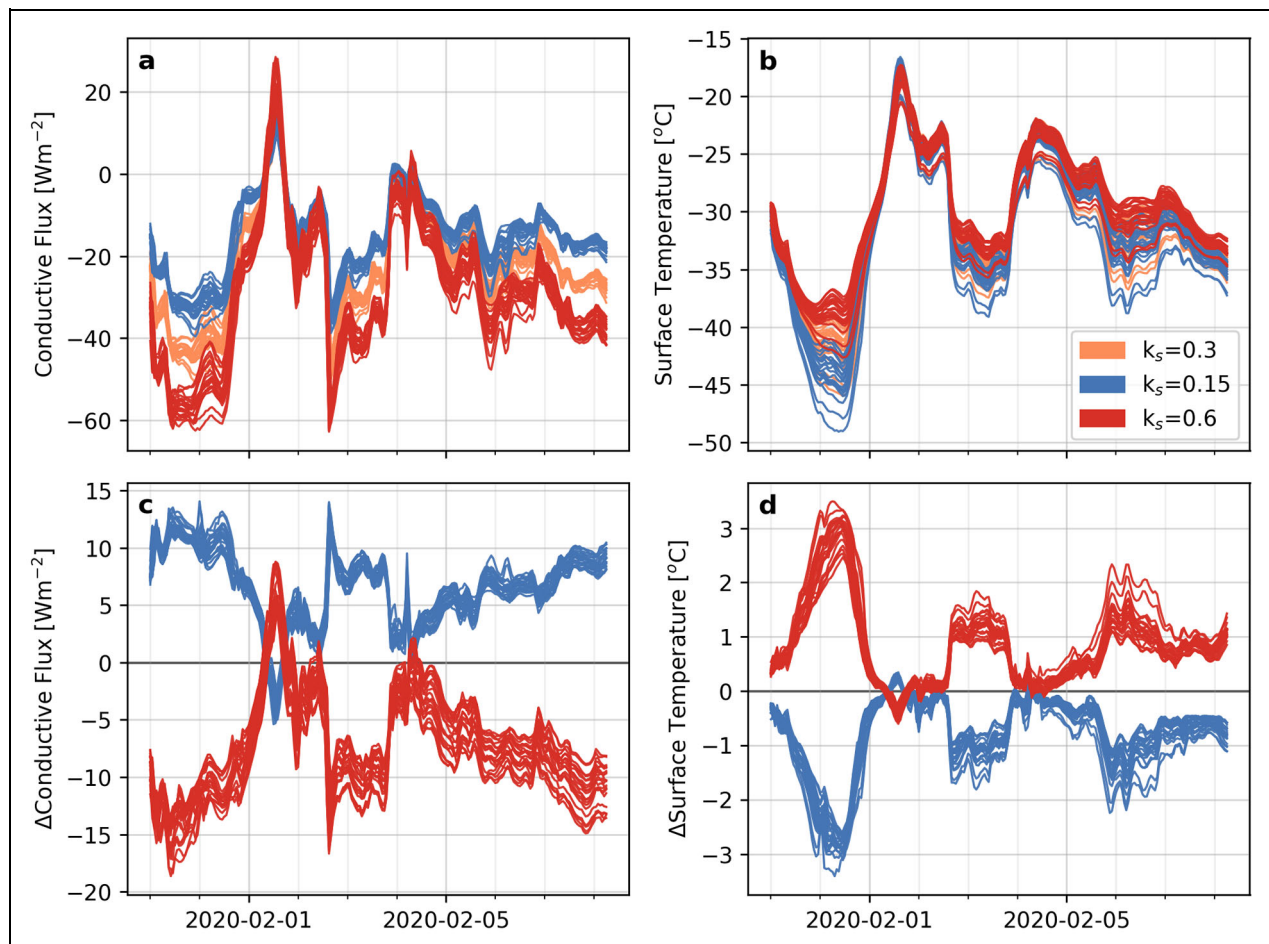 a
Conductive Flux [Wm−2]
20
0
−20
−40
−60
b
Surface Temperature [oC]
−15
−20
−25
−30
−35
−40
−45
−50
ks=0.3
ks=0.15
ks=0.6
c
ΔConductive Flux [Wm−2]
15
10
5
0
−5
−10
−15
−20
2020-02-01
2020-02-05
d
ΔSurface Temperature [oC]
3
2
1
0
−1
−2
−3
2020-02-01
2020-02-05